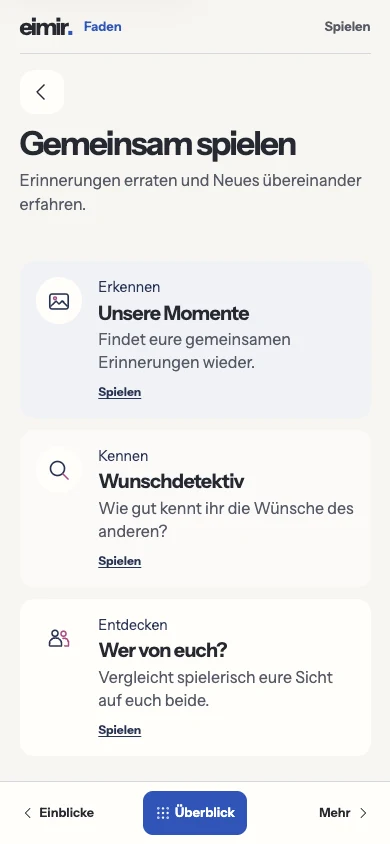 eimir. Faden Spielen
Gemeinsam spielen
Erinnerungen erraten und Neues übereinander
erfahren.
Erkennen
Unsere Momente
Findet eure gemeinsamen
Erinnerungen wieder.
Spielen
Kennen
Wunschdetektiv
Wie gut kennt ihr die Wünsche des
anderen?
Spielen
Entdecken
Wer von euch?
Vergleicht spielerisch eure Sicht
auf euch beide.
Spielen
Einblicke Überblick Mehr